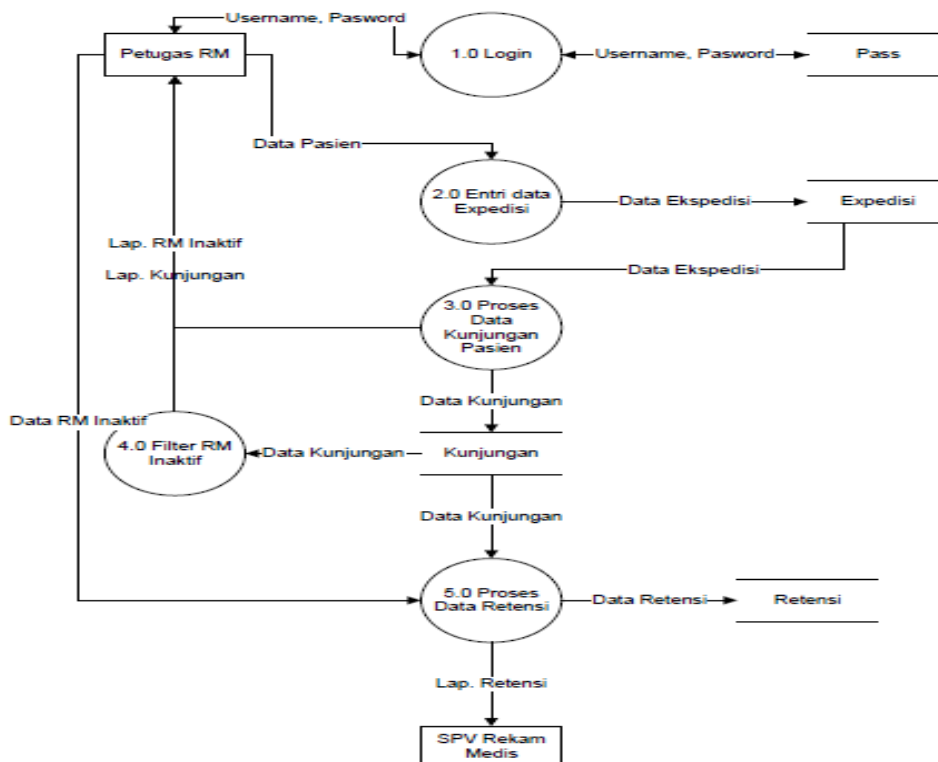 Username, Pasword
Petugas RM
1.0 Login
Username, Pasword
Pass
Data Pasien
2.0 Entri data
Expedisi
Data Ekspedisi
Expedisi
Lap. RM Inaktif
Lap. Kunjungan
Data Ekspedisi
3.0 Proses
Data
Kunjungan
Pasien
Data Kunjungan
Data RM Inaktif
4.0 Filter RM
Inaktif
Data Kunjungan
Kunjungan
Data Kunjungan
5.0 Proses
Data Retensi
Data Retensi
Retensi
Lap. Retensi
SPV Rekam
Medis